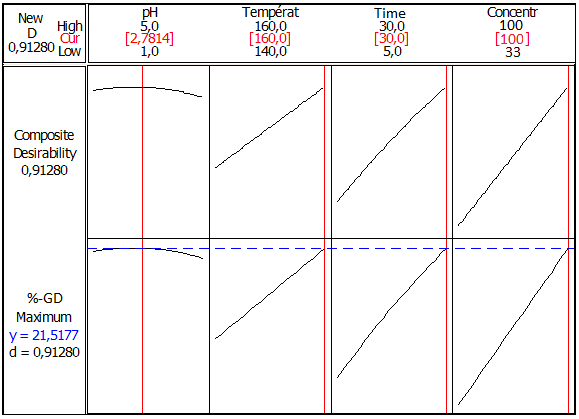 New
D
0,91280
High
Cur
Low
pH
5,0
[2,7814]
1,0
Températ
160,0
[160,0]
140,0
Time
30,0
[30,0]
5,0
Concentr
100
[100]
33
Composite
Desirability
0,91280
%-GD
Maximum
y = 21,5177
d = 0,91280